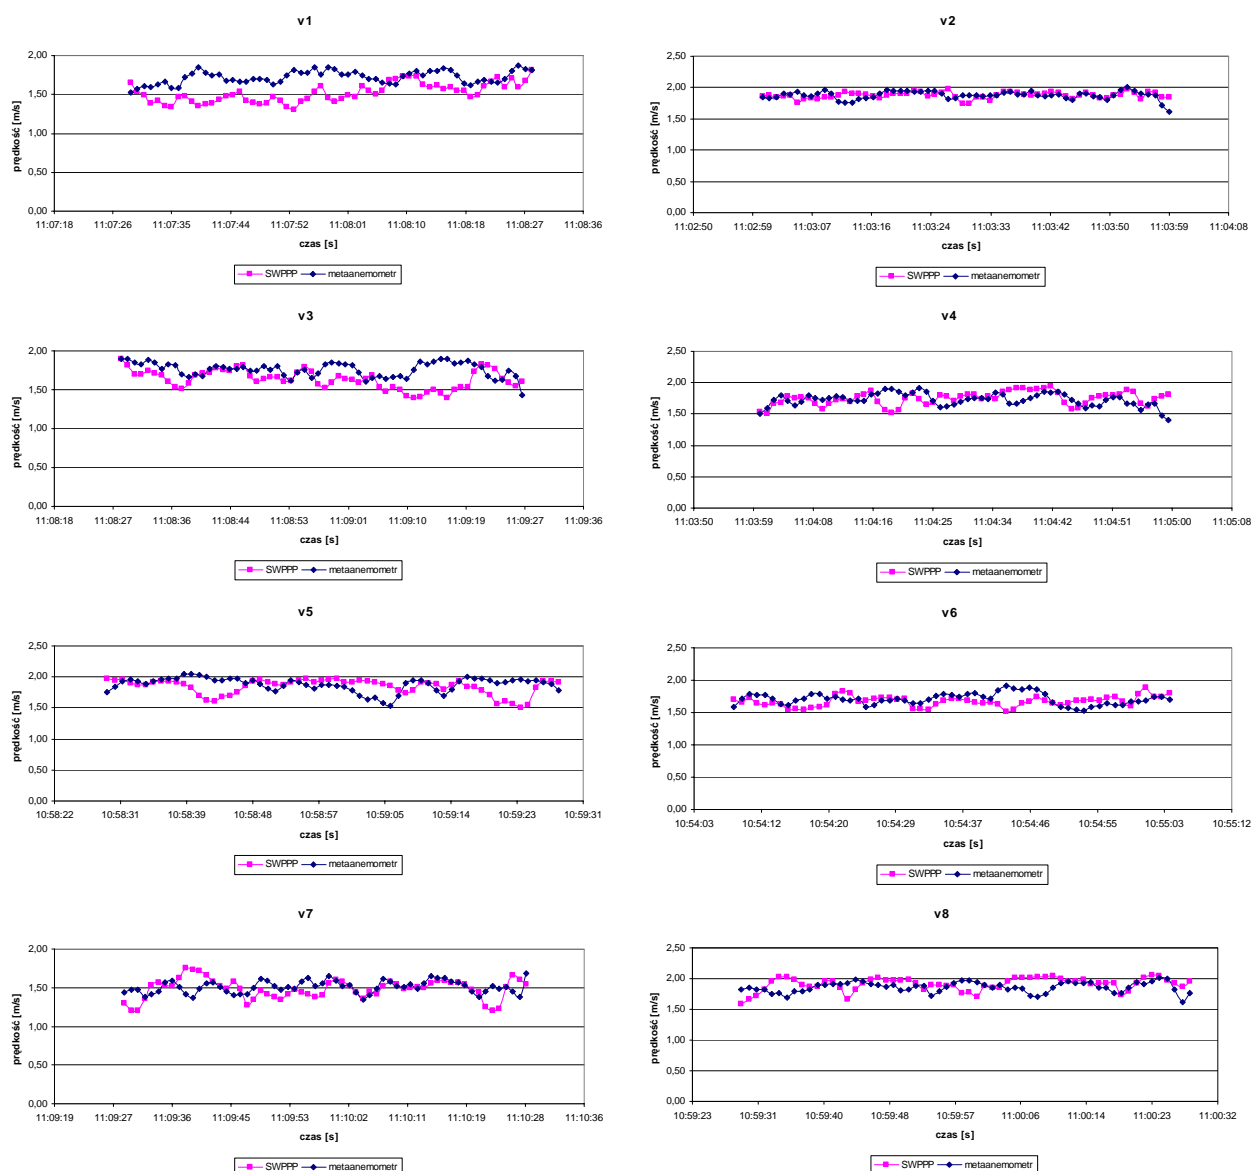 v1
prędkość [m/s]
2,00
1,50
1,00
0,50
0,00
11:07:18 11:07:26 11:07:35 11:07:44 11:07:52 11:08:01 11:08:10 11:08:18 11:08:27 11:08:36
czas [s]
SWPPP metaanemometr
v2
prędkość [m/s]
2,50
2,00
1,50
1,00
0,50
0,00
11:02:50 11:02:59 11:03:07 11:03:16 11:03:24 11:03:33 11:03:42 11:03:50 11:03:59 11:04:08
czas [s]
SWPPP metaanemometr
v3
prędkość [m/s]
2,00
1,50
1,00
0,50
0,00
11:08:18 11:08:27 11:08:36 11:08:44 11:08:53 11:09:01 11:09:10 11:09:19 11:09:27 11:09:36
czas [s]
SWPPP metaanemometr
v4
prędkość [m/s]
2,50
2,00
1,50
1,00
0,50
0,00
11:03:50 11:03:59 11:04:08 11:04:16 11:04:25 11:04:34 11:04:42 11:04:51 11:05:00 11:05:08
czas [s]
SWPPP metaanemometr
v5
prędkość [m/s]
2,50
2,00
1,50
1,00
0,50
0,00
10:58:22 10:58:31 10:58:39 10:58:48 10:58:57 10:59:05 10:59:14 10:59:23 10:59:31
czas [s]
SWPPP metaanemometr
v6
prędkość [m/s]
2,50
2,00
1,50
1,00
0,50
0,00
10:54:03 10:54:12 10:54:20 10:54:29 10:54:37 10:54:46 10:54:55 10:55:03 10:55:12
czas [s]
SWPPP metaanemometr
v7
prędkość [m/s]
2,00
1,50
1,00
0,50
0,00
11:09:19 11:09:27 11:09:36 11:09:45 11:09:53 11:10:02 11:10:11 11:10:19 11:10:28 11:10:36
czas [s]
SWPPP metaanemometr
v8
prędkość [m/s]
2,50
2,00
1,50
1,00
0,50
0,00
10:59:23 10:59:31 10:59:40 10:59:48 10:59:57 11:00:06 11:00:14 11:00:23 11:00:32
czas [s]
SWPPP metaanemometr